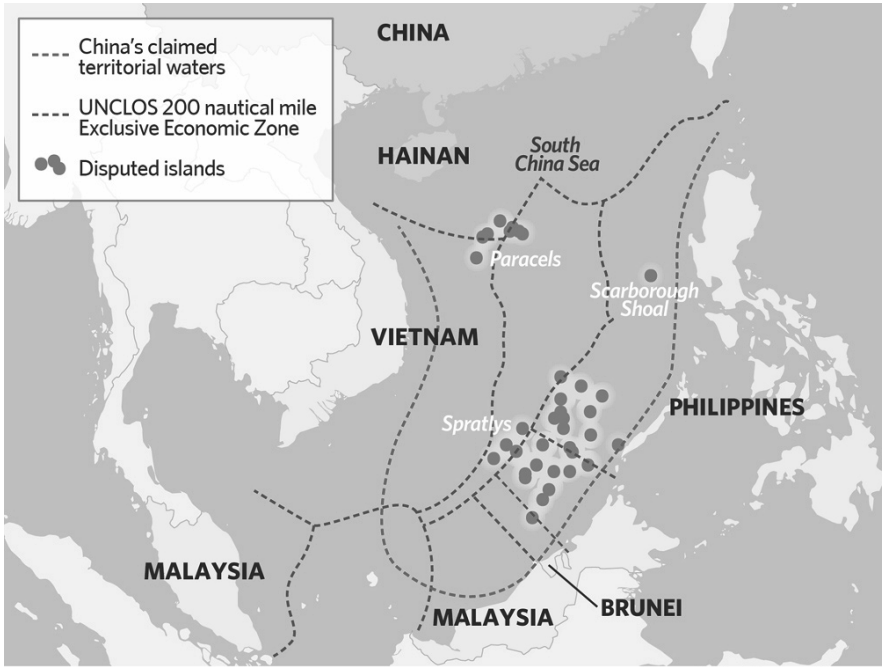 China's claimed
territorial waters
UNCLOS 200 nautical mile
Exclusive Economic Zone
Disputed islands
CHINA
HAINAN
South
China Sea
Paracels
Scarborough
Shoal
VIETNAM
Spratlys
PHILIPPINES
MALAYSIA
MALAYSIA
BRUNEI